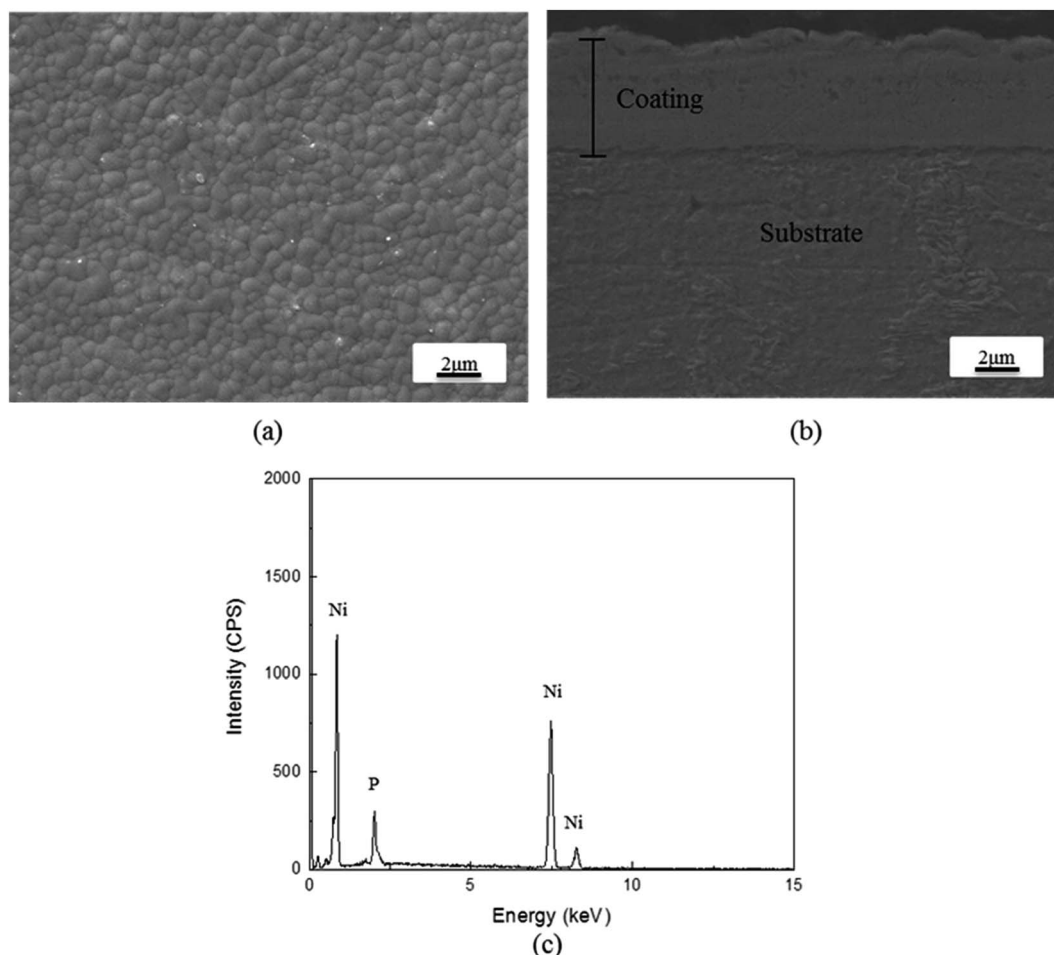 Coating
Substrate
2μm
2μm
(a)
(b)
2000
1500
1000
500
0
Intensity (CPS)
Ni
P
Ni
Ni
0
5
10
15
Energy (keV)
(c)